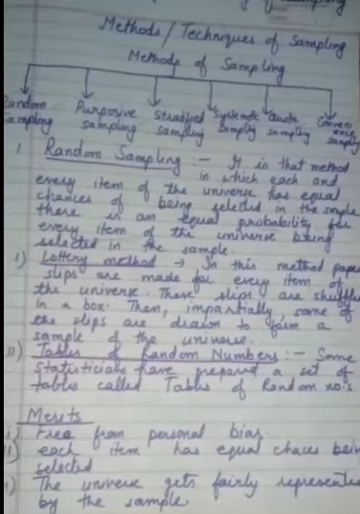 Methods/Techniques of Sampling
Methods of Sampling
Random Purposive Stratified Systematic Quota Conven
sampling sampling sampling sampling sampling sampling
1. Random Sampling :- It is that method
in which each and
every item of the universe has equal
chances of being selected in the sample
there is an equal probability for
every item of the universe being
selected in the sample.
i) Lottery method → In this method paper
slips are made for every item of
the universe. These slips are shuffle
in a box. Then, impartially, some of
the slips are drawn to form a
sample of the universe.
ii) Tables of Random Numbers :- Some
Statisticians have prepared a set of
tables called Tables of Random no.s
Merits
i) Free from personal bias.
ii) each item has equal chaces bein
selected
) The universe gets fairly represente
by the sample.